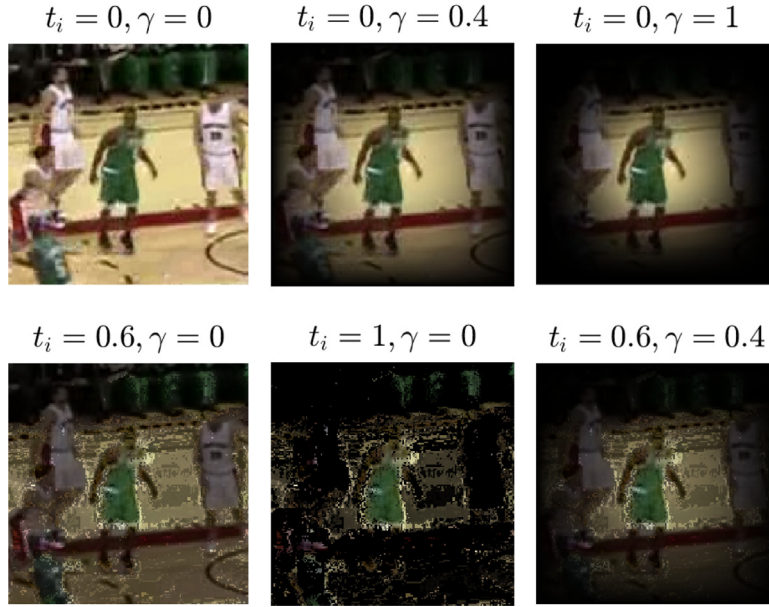 t_i = 0, γ = 0
t_i = 0, γ = 0.4
t_i = 0, γ = 1
t_i = 0.6, γ = 0
t_i = 1, γ = 0
t_i = 0.6, γ = 0.4